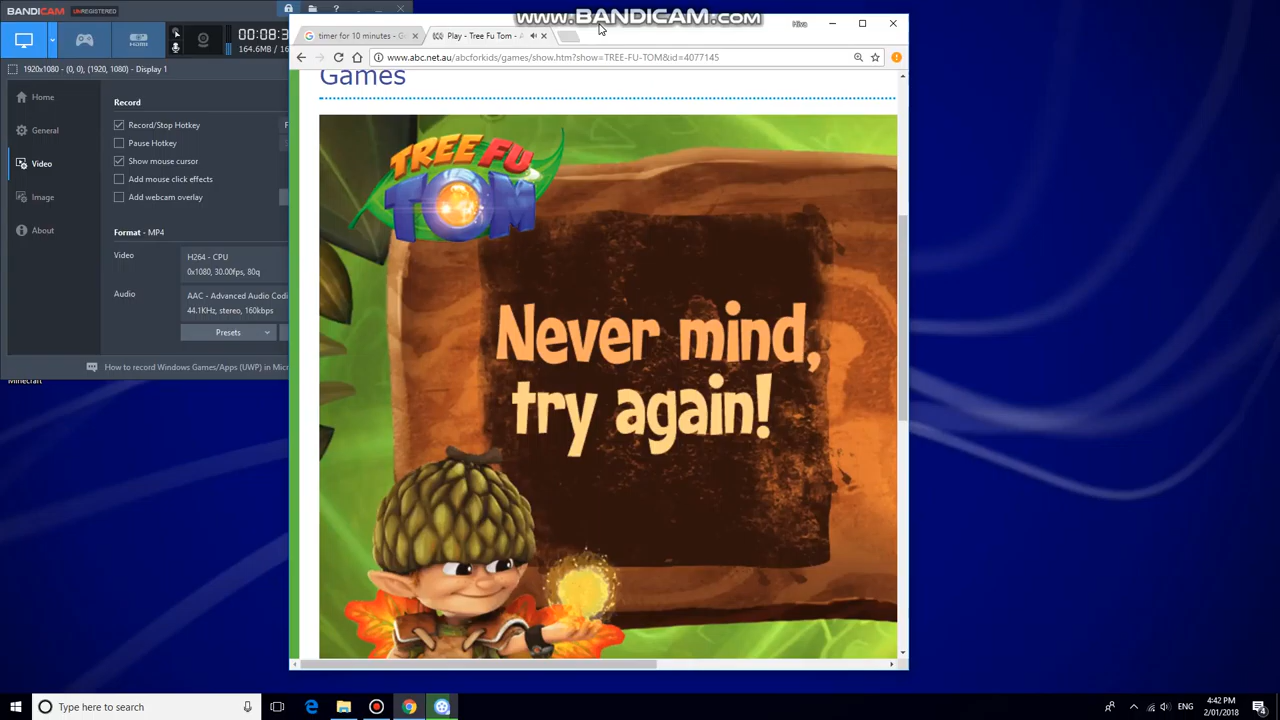 www.BANDICAM.com
BANDICAM UNREGISTERED
00:08:3
164.6MB / 16
1920x1080 - (0, 0), (1920, 1080) - Display 1
Home
General
Video
Image
About
Record
Record/Stop Hotkey
Pause Hotkey
Show mouse cursor
Add mouse click effects
Add webcam overlay
Format - MP4
Video
H264 - CPU
0x1080, 30.00fps, 80q
Audio
AAC - Advanced Audio Codi
44.1KHz, stereo, 160kbps
Presets
How to record Windows Games/Apps (UWP) in Micr
Minecraft
timer for 10 minutes - G
Play - Tree Fu Tom - A
Hiva
www.abc.net.au/abcforkids/games/show.htm?show=TREE-FU-TOM&id=4077145
Games
TREE FU
TOM
Never mind,
try again!
Type here to search
ENG
4:42 PM
2/01/2018
4